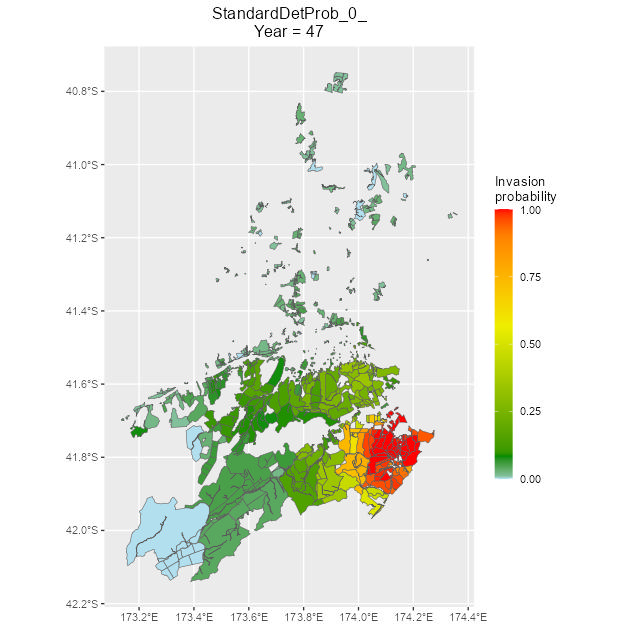 StandardDetProb_0_
Year = 47
40.8°S
41.0°S
41.2°S
41.4°S
41.6°S
41.8°S
42.0°S
42.2°S
173.2°E 173.4°E 173.6°E 173.8°E 174.0°E 174.2°E 174.4°E
Invasion
probability
1.00
0.75
0.50
0.25
0.00